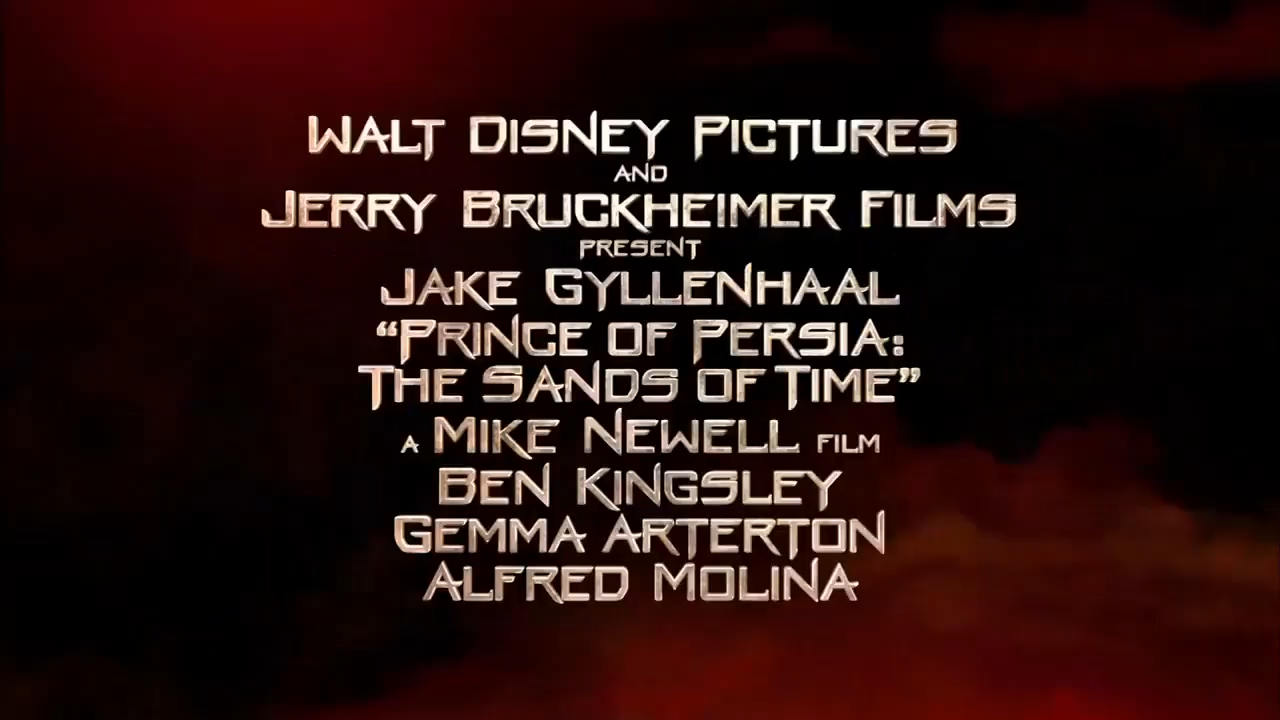 WALT DISNEY PICTURES
AND
JERRY BRUCKHEIMER FILMS
PRESENT
JAKE GYLLENHAAL
“PRINCE OF PERSIA:
THE SANDS OF TIME”
A MIKE NEWELL FILM
BEN KINGSLEY
GEMMA ARTERTON
ALFRED MOLINA